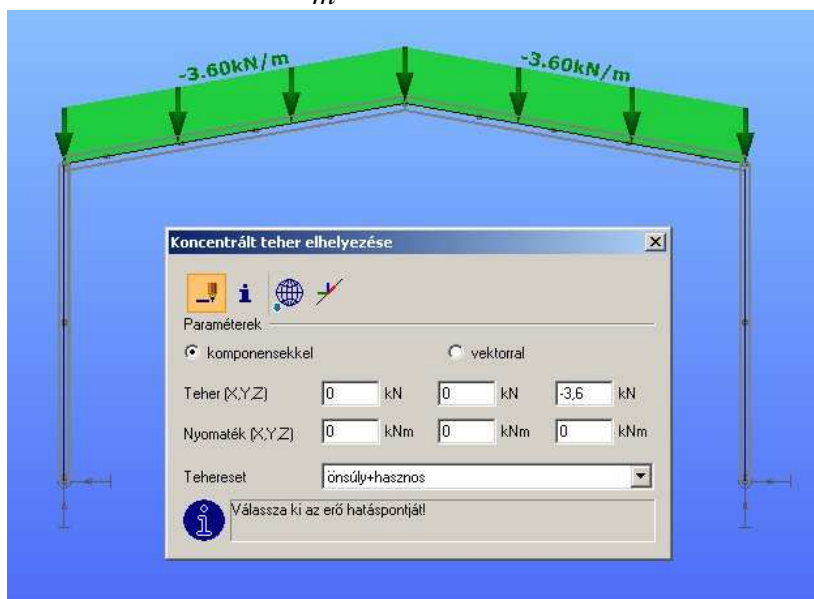 m
-3.60kN/m
-3.60kN/m
Koncentrált teher elhelyezése
Paraméterek
komponensekkel
vektorral
Teher (X,Y,Z) 0 kN 0 kN -3,6 kN
Nyomaték (X,Y,Z) 0 kNm 0 kNm 0 kNm
Tehereset önsúly+hasznos
Válassza ki az erő hatáspontját!